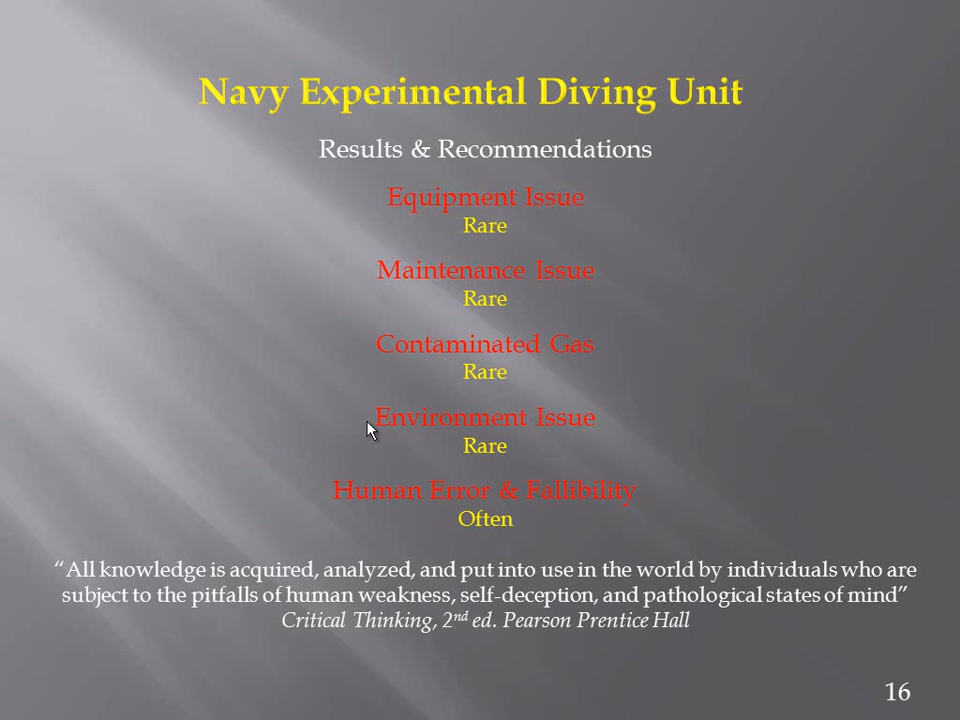 Navy Experimental Diving Unit
Results & Recommendations
Equipment Issue
Rare
Maintenance Issue
Rare
Contaminated Gas
Rare
Environment Issue
Rare
Human Error & Fallibility
Often
“All knowledge is acquired, analyzed, and put into use in the world by individuals who are
subject to the pitfalls of human weakness, self-deception, and pathological states of mind”
Critical Thinking, 2nd ed. Pearson Prentice Hall
16